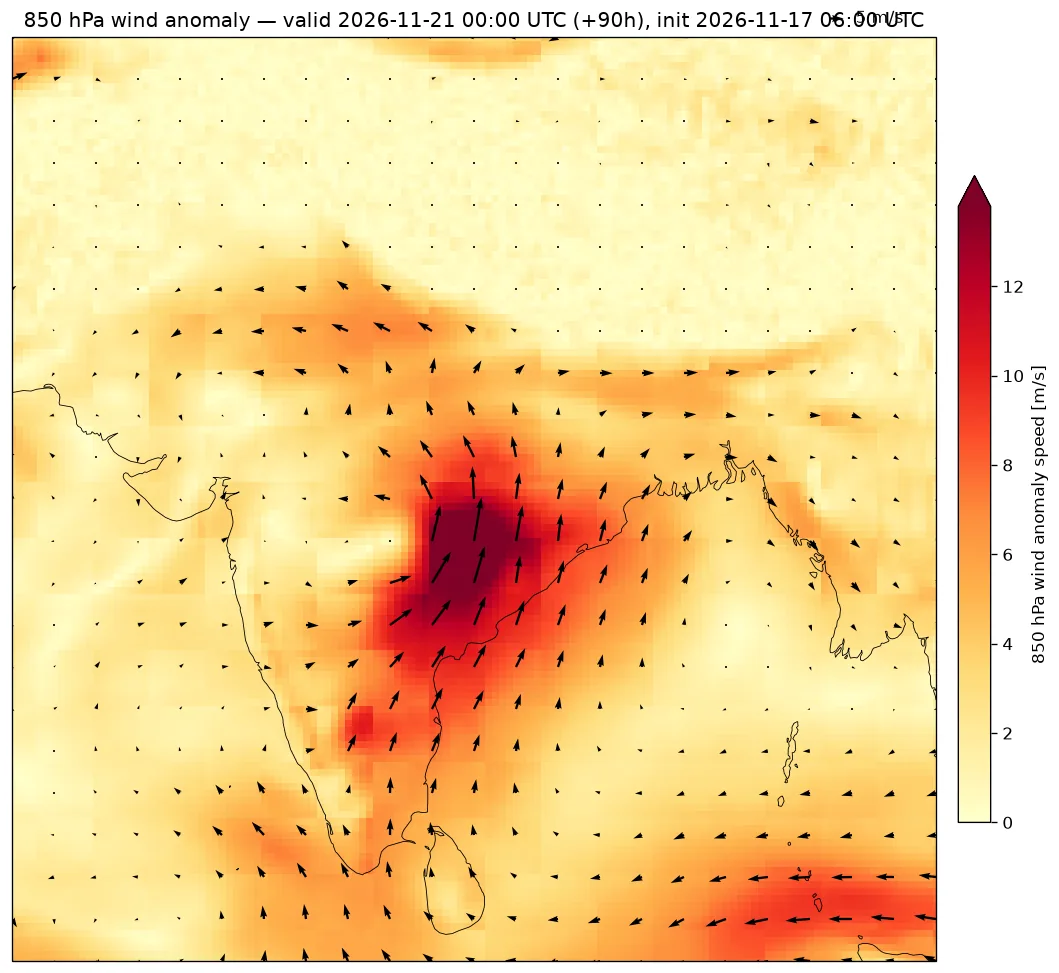 850 hPa wind anomaly — valid 2026-11-21 00:00 UTC (+90h), init 2026-11-17 06:00 UTC
5 m/s
12
10
8
6
4
2
0
850 hPa wind anomaly speed [m/s]